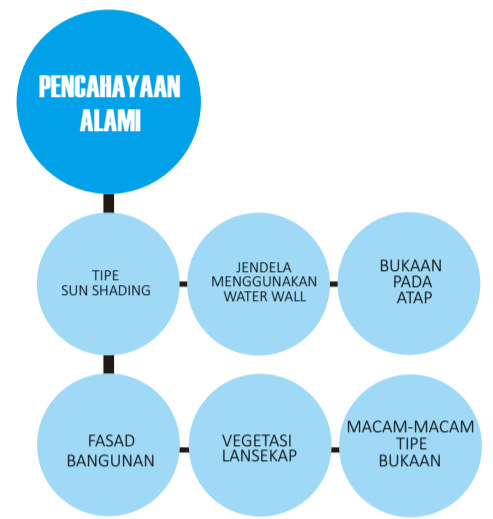 PENCAHAYAAN
ALAMI
TIPE
SUN SHADING
JENDELA
MENGGUNAKAN
WATER WALL
BUKAAN
PADA
ATAP
FASAD
BANGUNAN
VEGETASI
LANSEKAP
MACAM-MACAM
TIPE
BUKAAN